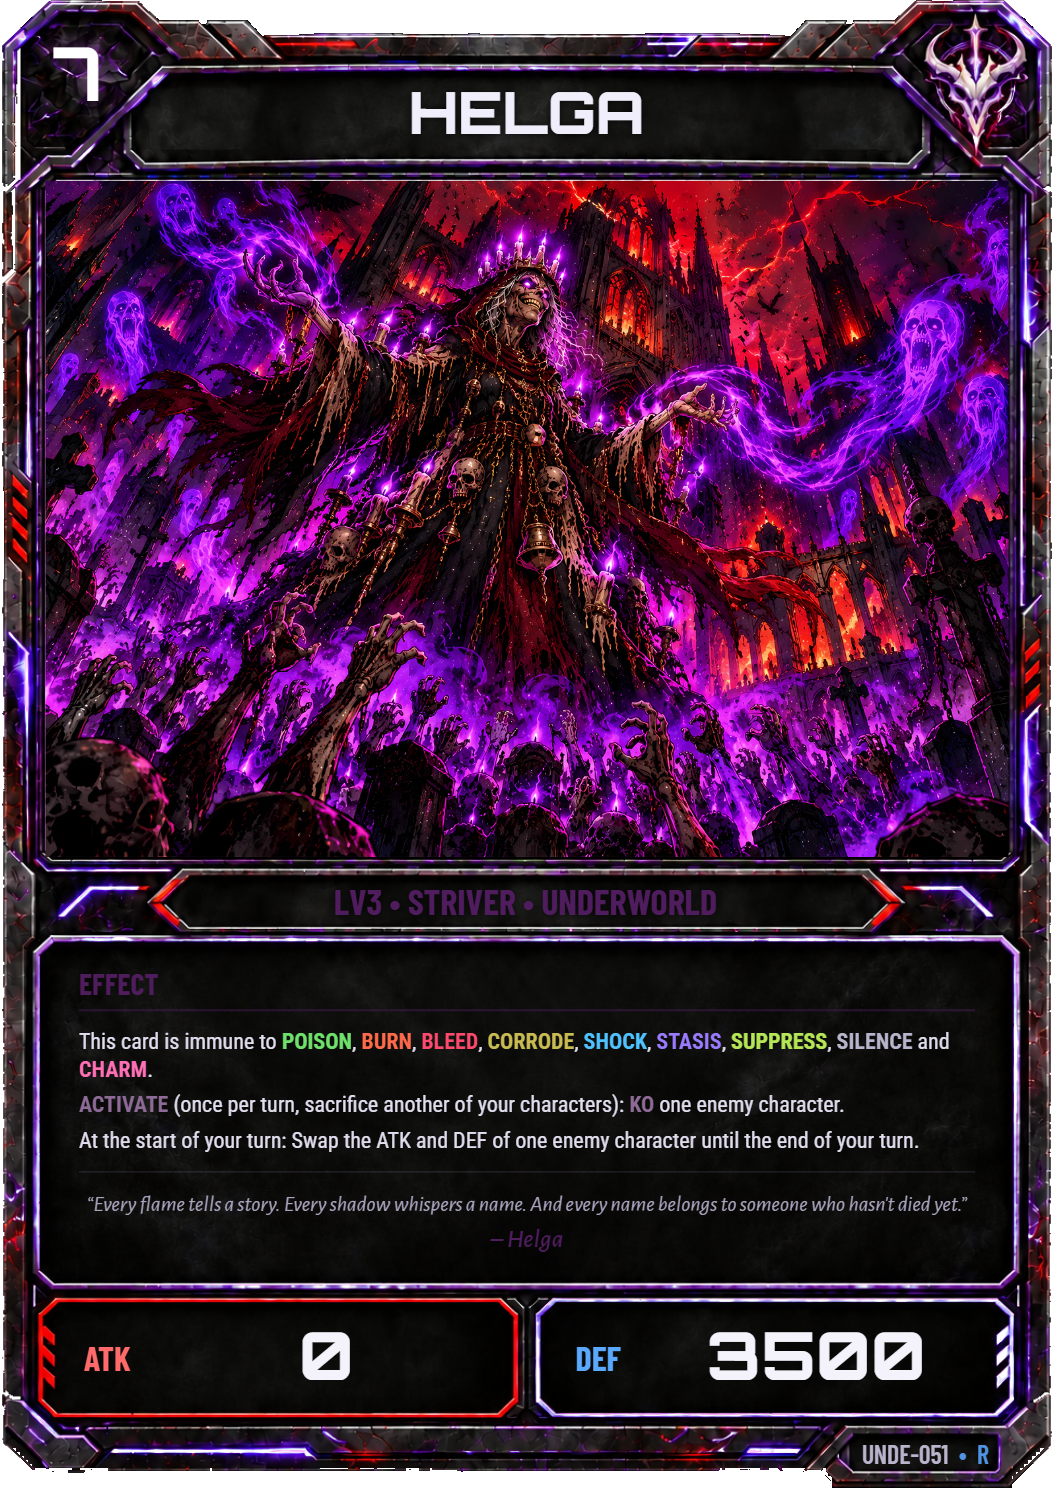 7
HELGA
LV3 • STRIVER • UNDERWORLD
EFFECT
This card is immune to POISON, BURN, BLEED, CORRODE, SHOCK, STASIS, SUPPRESS, SILENCE and
CHARM.
ACTIVATE (once per turn, sacrifice another of your characters): KO one enemy character.
At the start of your turn: Swap the ATK and DEF of one enemy character until the end of your turn.
“Every flame tells a story. Every shadow whispers a name. And every name belongs to someone who hasn't died yet.”
– Helga
ATK 0
DEF 3500
UNDE-051 • R